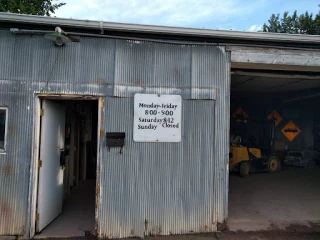 Monday-Friday
8:00-5:00
Saturday 8-12
Sunday Closed